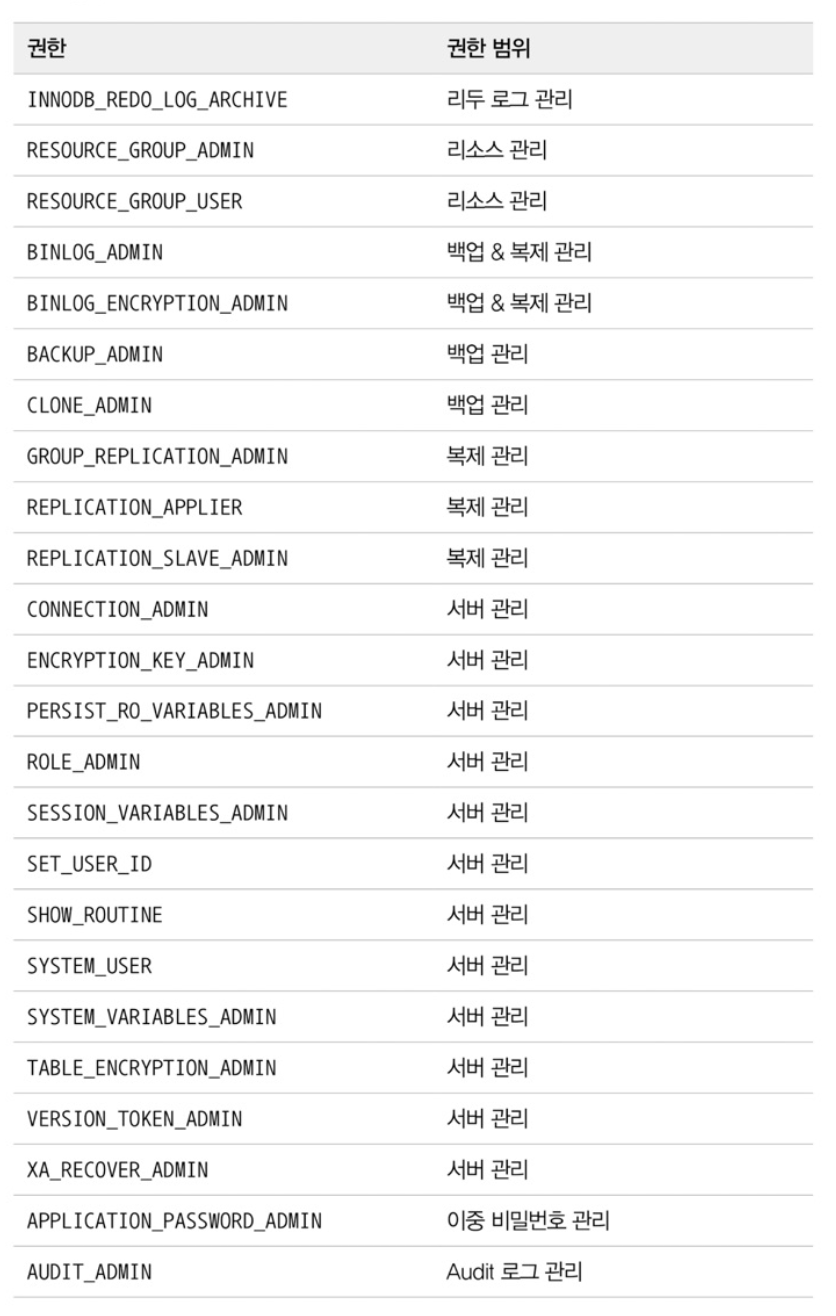 권한 권한 범위
INNODB_REDO_LOG_ARCHIVE 리두 로그 관리
RESOURCE_GROUP_ADMIN 리소스 관리
RESOURCE_GROUP_USER 리소스 관리
BINLOG_ADMIN 백업 & 복제 관리
BINLOG_ENCRYPTION_ADMIN 백업 & 복제 관리
BACKUP_ADMIN 백업 관리
CLONE_ADMIN 백업 관리
GROUP_REPLICATION_ADMIN 복제 관리
REPLICATION_APPLIER 복제 관리
REPLICATION_SLAVE_ADMIN 복제 관리
CONNECTION_ADMIN 서버 관리
ENCRYPTION_KEY_ADMIN 서버 관리
PERSIST_RO_VARIABLES_ADMIN 서버 관리
ROLE_ADMIN 서버 관리
SESSION_VARIABLES_ADMIN 서버 관리
SET_USER_ID 서버 관리
SHOW_ROUTINE 서버 관리
SYSTEM_USER 서버 관리
SYSTEM_VARIABLES_ADMIN 서버 관리
TABLE_ENCRYPTION_ADMIN 서버 관리
VERSION_TOKEN_ADMIN 서버 관리
XA_RECOVER_ADMIN 서버 관리
APPLICATION_PASSWORD_ADMIN 이중 비밀번호 관리
AUDIT_ADMIN Audit 로그 관리